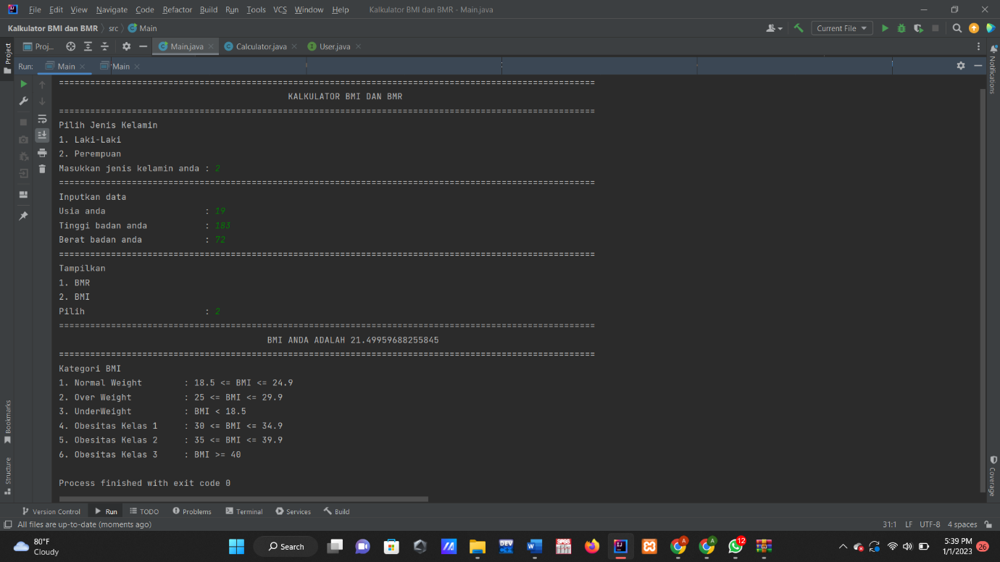 File Edit View Navigate Code Refactor Build Run Tools VCS Window Help Kalkulator BMI dan BMR - Main.java
Kalkulator BMI dan BMR src Main Current File
Project Proj... Main.java Calculator.java User.java
Run: Main Main
Notifications
====================================================================================================
KALKULATOR BMI DAN BMR
====================================================================================================
Pilih Jenis Kelamin
1. Laki-Laki
2. Perempuan
Masukkan jenis kelamin anda : 2
====================================================================================================
Inputkan data
Usia anda : 19
Tinggi badan anda : 183
Berat badan anda : 72
====================================================================================================
Tampilkan
1. BMR
2. BMI
Pilih : 2
====================================================================================================
BMI ANDA ADALAH 21.49959688255845
====================================================================================================
Kategori BMI
1. Normal Weight : 18.5 <= BMI <= 24.9
2. Over Weight : 25 <= BMI <= 29.9
3. UnderWeight : BMI < 18.5
4. Obesitas Kelas 1 : 30 <= BMI <= 34.9
5. Obesitas Kelas 2 : 35 <= BMI <= 39.9
6. Obesitas Kelas 3 : BMI >= 40
Process finished with exit code 0
Bookmarks
Structure
Coverage
Version Control Run TODO Problems Terminal Services Build
All files are up-to-date (moments ago) 31:1 LF UTF-8 4 spaces
80°F
Cloudy
Search
DEV
SPSS
A
A
12
5:39 PM
1/1/2023
26